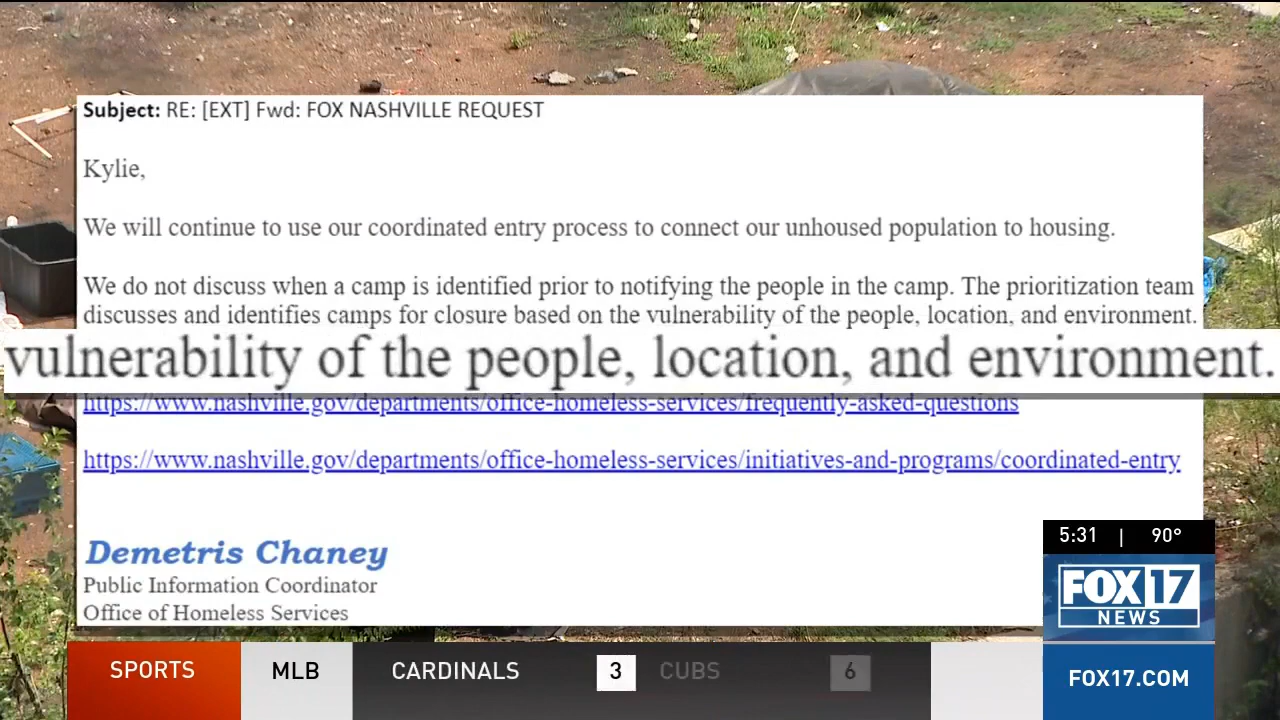 Subject: RE: [EXT] Fwd: FOX NASHVILLE REQUEST
Kylie,
We will continue to use our coordinated entry process to connect our unhoused population to housing.
We do not discuss when a camp is identified prior to notifying the people in the camp. The prioritization team
discusses and identifies camps for closure based on the vulnerability of the people, location, and environment.
vulnerability of the people, location, and environment.
https://www.nashville.gov/departments/office-homeless-services/frequently-asked-questions
https://www.nashville.gov/departments/office-homeless-services/initiatives-and-programs/coordinated-entry
Demetris Chaney
Public Information Coordinator
Office of Homeless Services
5:31 | 90°
FOX 17
NEWS
SPORTS MLB CARDINALS 3 CUBS 6
FOX17.COM